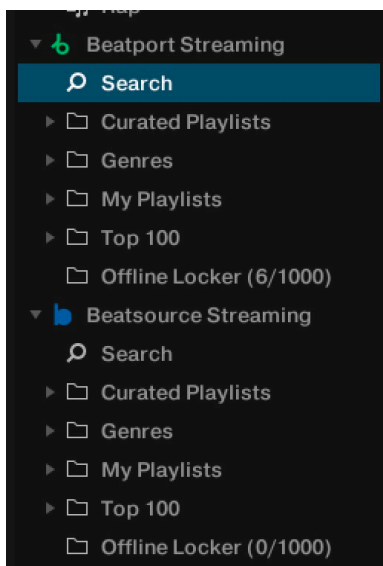 Beatport Streaming
Search
Curated Playlists
Genres
My Playlists
Top 100
Offline Locker (6/1000)
Beatsource Streaming
Search
Curated Playlists
Genres
My Playlists
Top 100
Offline Locker (0/1000)